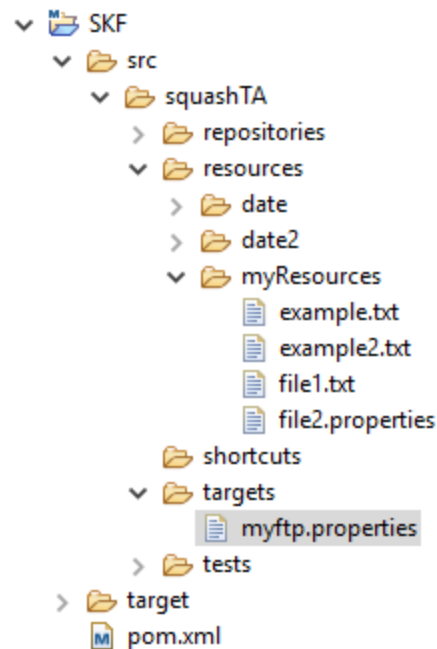 SKF
src
squashTA
repositories
resources
date
date2
myResources
example.txt
example2.txt
file1.txt
file2.properties
shortcuts
targets
myftp.properties
tests
target
pom.xml